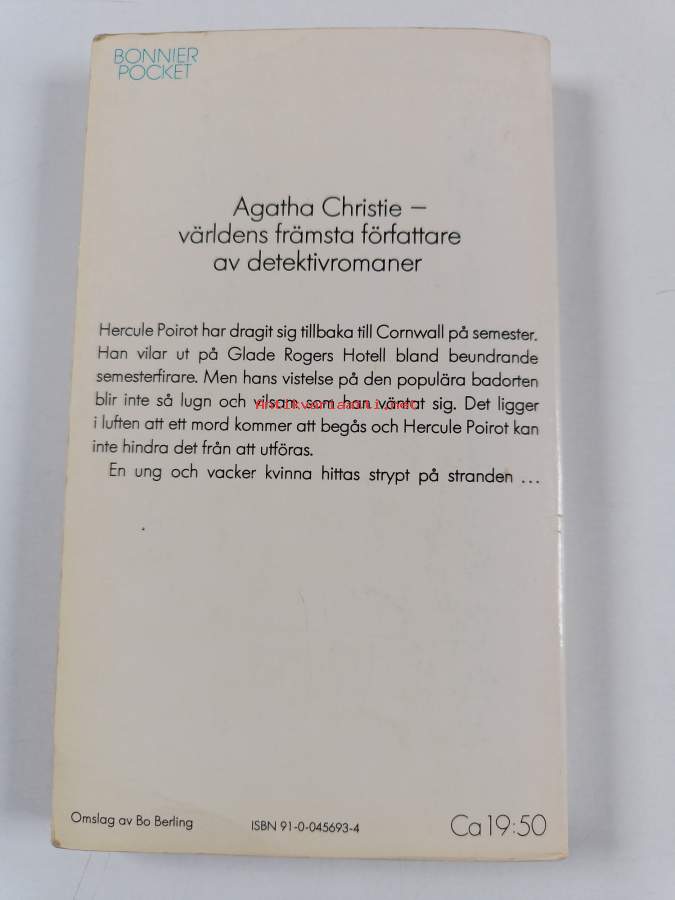 BONNIER
POCKET
Agatha Christie –
världens främsta författare
av detektivromaner
Hercule Poirot har dragit sig tillbaka till Cornwall på semester.
Han vilar ut på Glade Rogers Hotell bland beundrande
semesterfirare. Men hans vistelse på den populära badorten
blir inte så lugn och vilsam som han väntat sig. Det ligger
Antikvariaatti.net
i luften att ett mord kommer att begås och Hercule Poirot kan
inte hindra det från att utföras.
En ung och vacker kvinna hittas strypt på stranden ...
Omslag av Bo Berling
ISBN 91-0-045693-4
Ca 19:50